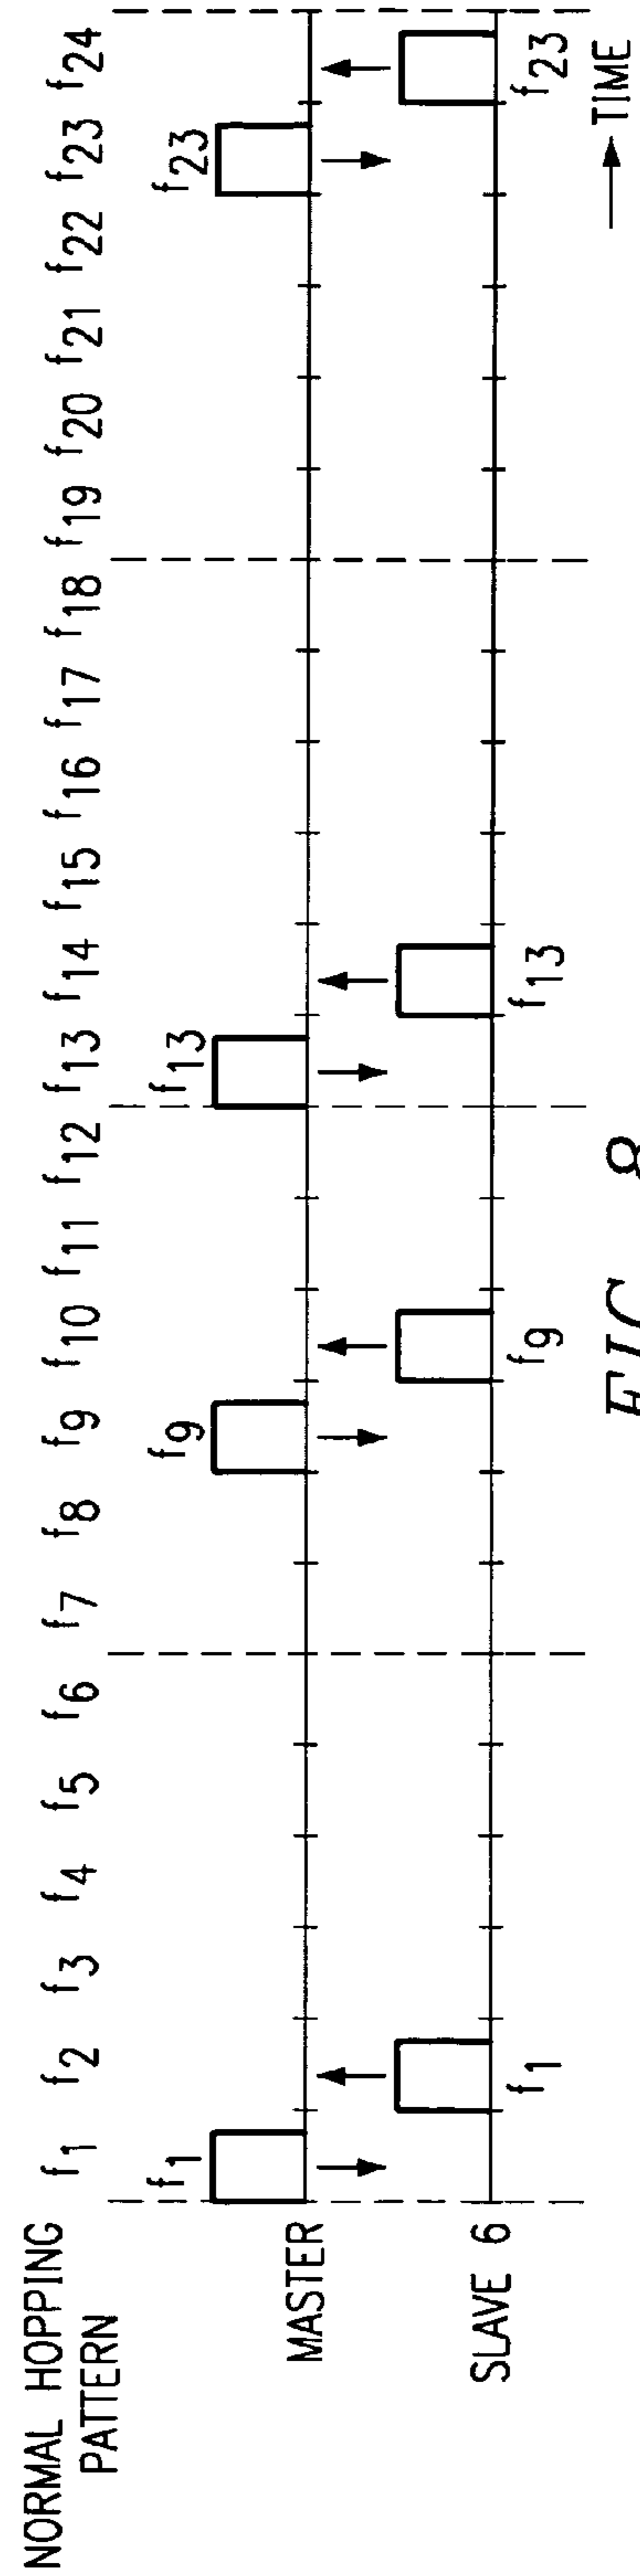 NORMAL HOPPING
PATTERN
f1 f2 f3 f4 f5 f6 f7 f8 f9 f10 f11 f12 f13 f14 f15 f16 f17 f18 f19 f20 f21 f22 f23 f24
f1 f9 f13 f23
MASTER
SLAVE 6
f1 f9 f13 f23
TIME
FIG. 8